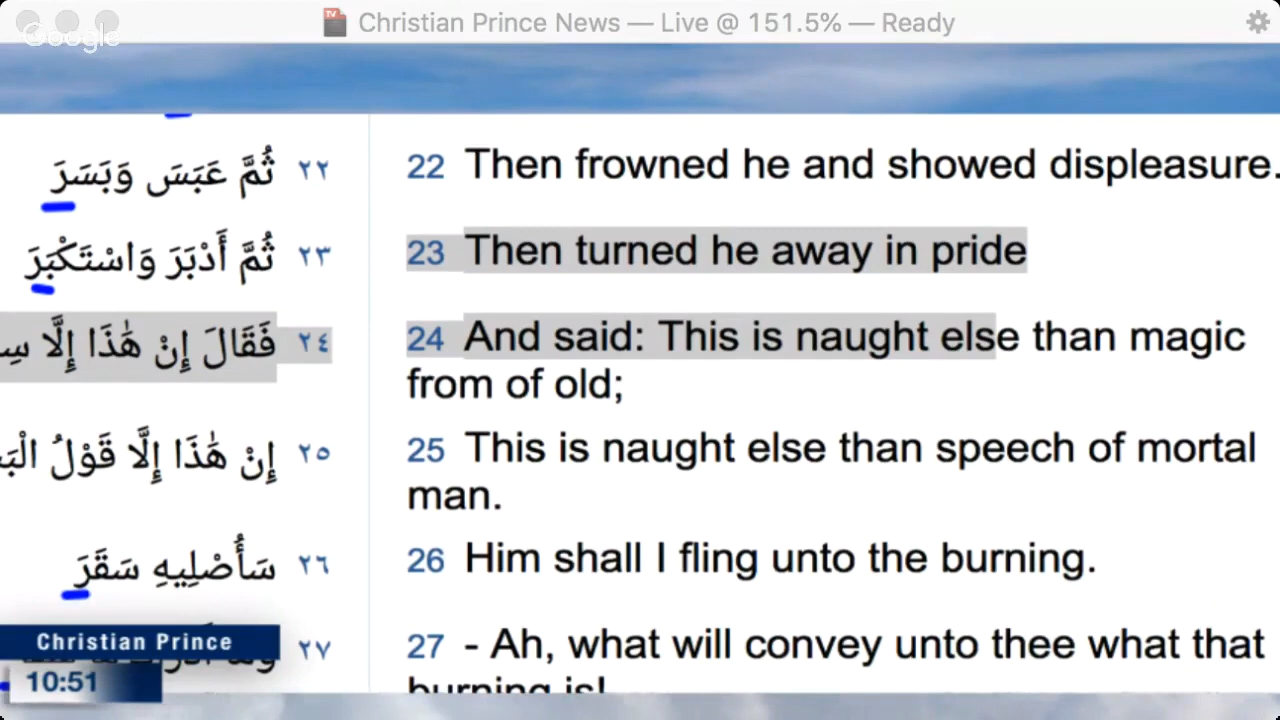 Google
Christian Prince News — Live @ 151.5% — Ready
ثُمَّ عَبَسَ وَبَسَرَ ٢٢
22 Then frowned he and showed displeasure.
ثُمَّ أَدْبَرَ وَاسْتَكْبَرَ ٢٣
23 Then turned he away in pride
فَقَالَ إِنْ هَٰذَا إِلَّا ٢٤
24 And said: This is naught else than magic
from of old;
إِنْ هَٰذَا إِلَّا قَوْلُ ٢٥
25 This is naught else than speech of mortal
man.
سَأُصْلِيهِ سَقَرَ ٢٦
26 Him shall I fling unto the burning.
٢٧
27 - Ah, what will convey unto thee what that
burning is!
Christian Prince
10:51